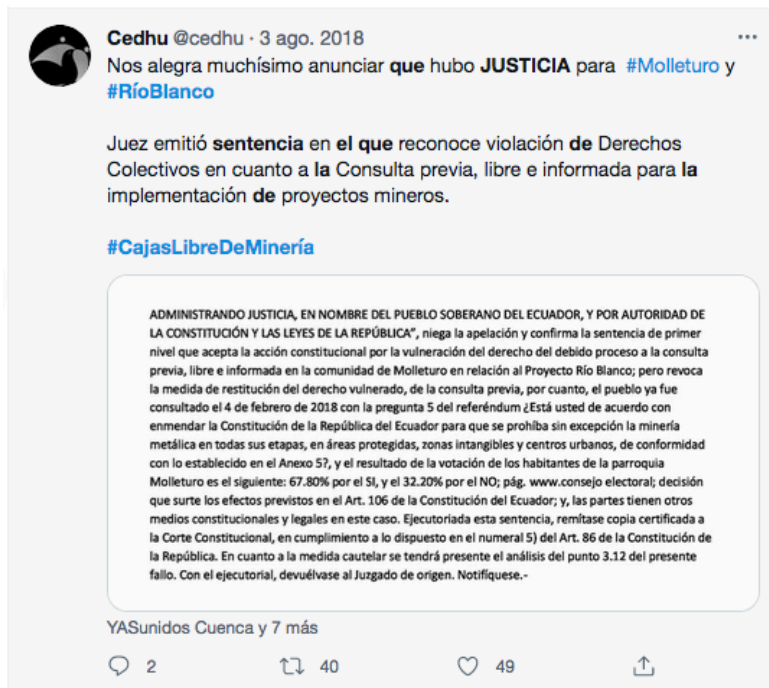 Cedhu @cedhu · 3 ago. 2018
Nos alegra muchísimo anunciar que hubo JUSTICIA para #Molleturo y
#RíoBlanco
Juez emitió sentencia en el que reconoce violación de Derechos
Colectivos en cuanto a la Consulta previa, libre e informada para la
implementación de proyectos mineros.
#CajasLibreDeMinería
ADMINISTRANDO JUSTICIA, EN NOMBRE DEL PUEBLO SOBERANO DEL ECUADOR, Y POR AUTORIDAD DE
LA CONSTITUCIÓN Y LAS LEYES DE LA REPÚBLICA", niega la apelación y confirma la sentencia de primer
nivel que acepta la acción constitucional por la vulneración del derecho del debido proceso a la consulta
previa, libre e informada en la comunidad de Molleturo en relación al Proyecto Río Blanco; pero revoca
la medida de restitución del derecho vulnerado, de la consulta previa, por cuanto, el pueblo ya fue
consultado el 4 de febrero de 2018 con la pregunta 5 del referéndum ¿Está usted de acuerdo con
enmendar la Constitución de la República del Ecuador para que se prohíba sin excepción la minería
metálica en todas sus etapas, en áreas protegidas, zonas intangibles y centros urbanos, de conformidad
con lo establecido en el Anexo 5?, y el resultado de la votación de los habitantes de la parroquia
Molleturo es el siguiente: 67.80% por el SI, y el 32.20% por el NO; pág. www.consejo electoral; decisión
que surte los efectos previstos en el Art. 106 de la Constitución del Ecuador; y, las partes tienen otros
medios constitucionales y legales en este caso. Ejecutoriada esta sentencia, remítase copia certificada a
la Corte Constitucional, en cumplimiento a lo dispuesto en el numeral 5) del Art. 86 de la Constitución de
la República. En cuanto a la medida cautelar se tendrá presente el análisis del punto 3.12 del presente
fallo. Con el ejecutorial, devuélvase al Juzgado de origen. Notifíquese.-
YASunidos Cuenca y 7 más
2 40 49